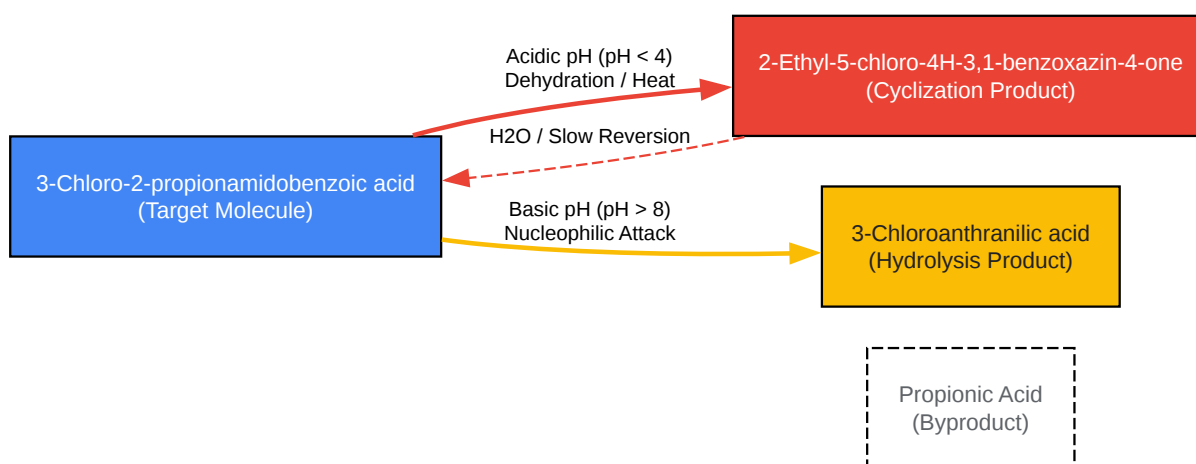 Acidic pH (pH < 4)
Dehydration / Heat
2-Ethyl-5-chloro-4H-3,1-benzoxazin-4-one
(Cyclization Product)
H2O / Slow Reversion
3-Chloro-2-propionamidobenzoic acid
(Target Molecule)
Basic pH (pH > 8)
Nucleophilic Attack
3-Chloroanthranilic acid
(Hydrolysis Product)
Propionic Acid
(Byproduct)